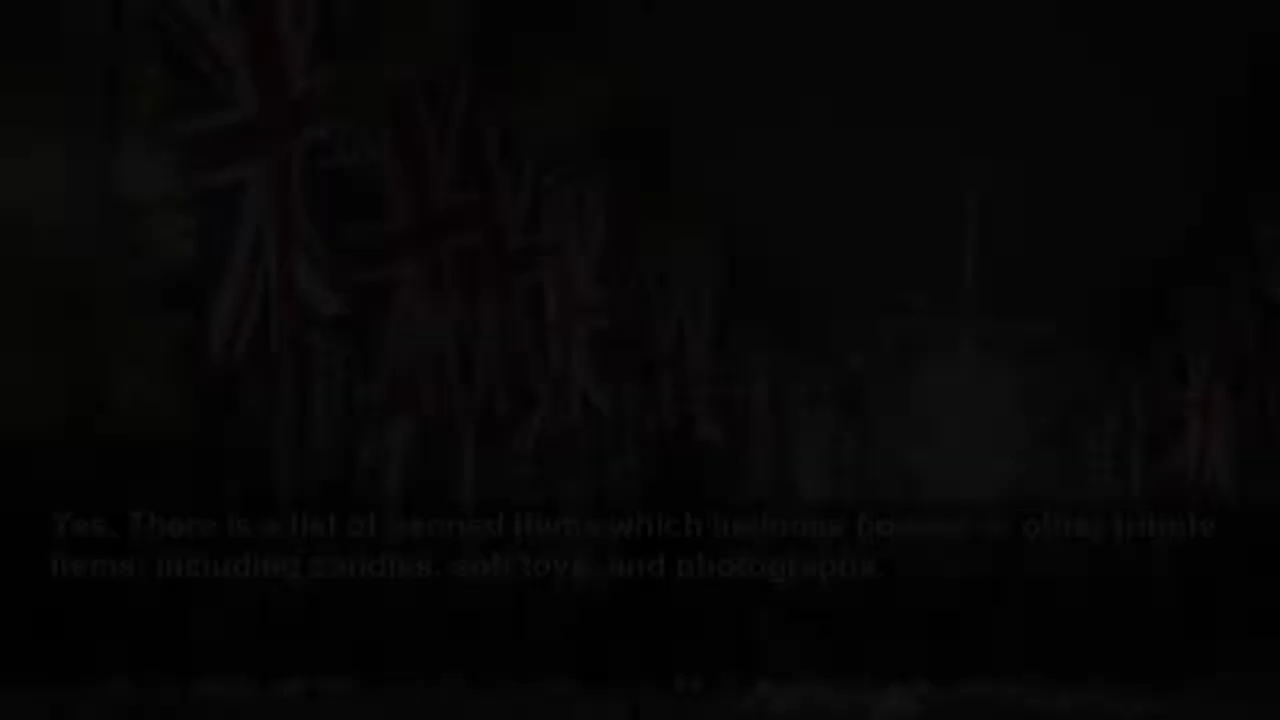 Yes. There is a list of banned items which includes flowers or other tribute
items, including candles, soft toys, and photographs.